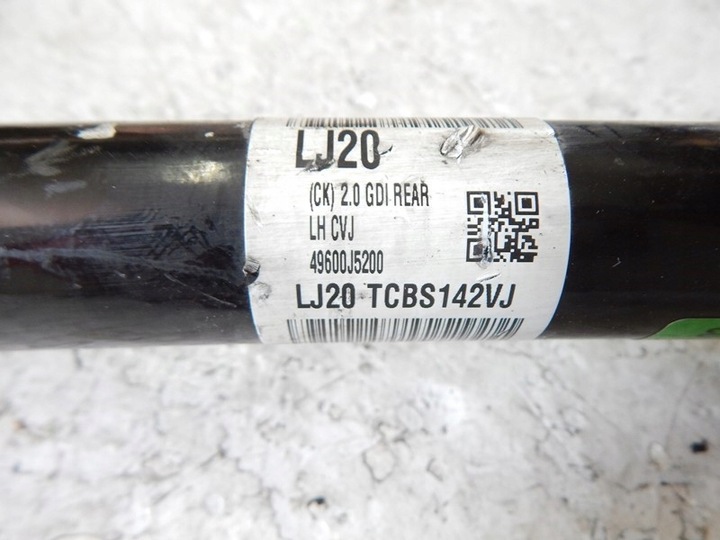 LJ20
(CK) 2.0 GDI REAR
LH CVJ
49600J5200
LJ20 TCBS142VJ